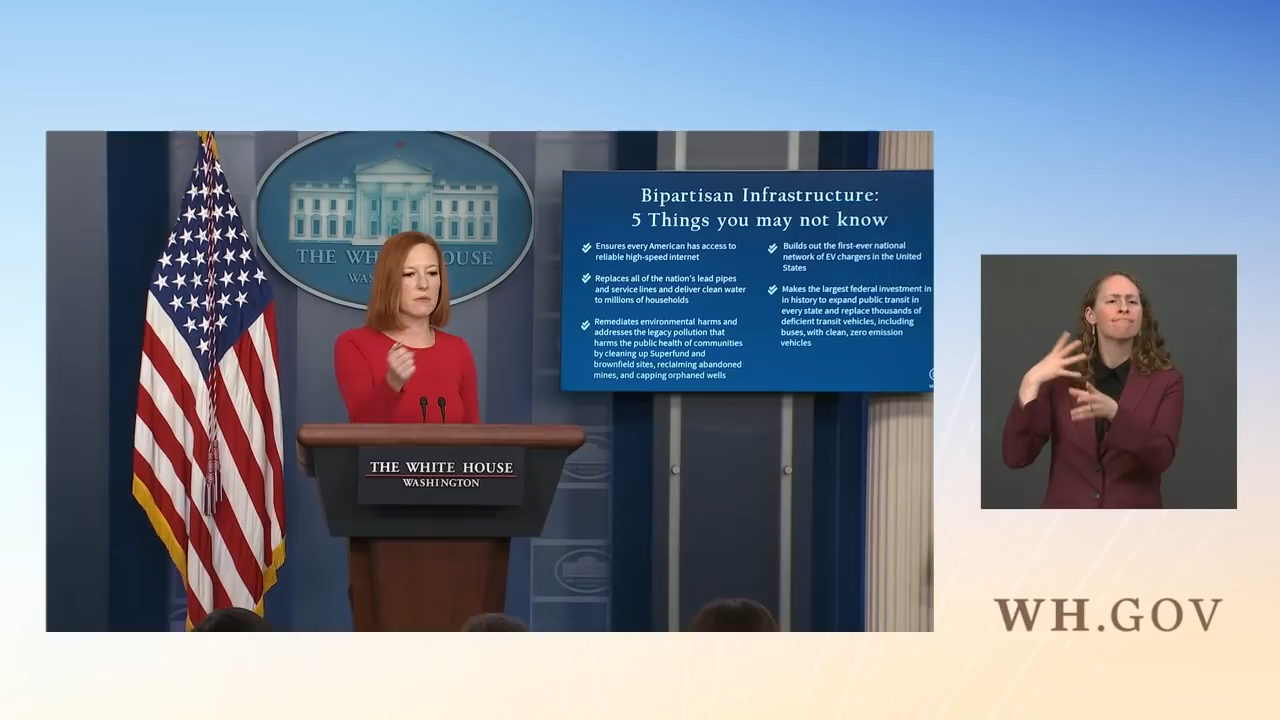 THE WHITE HOUSE
WAS
Bipartisan Infrastructure:
5 Things you may not know
Ensures every American has access to
reliable high-speed internet
Replaces all of the nation's lead pipes
and service lines and deliver clean water
to millions of households
Remediates environmental harms and
addresses the legacy pollution that
harms the public health of communities
by cleaning up Superfund and
brownfield sites, reclaiming abandoned
mines, and capping orphaned wells
Builds out the first-ever national
network of EV chargers in the United
States
Makes the largest federal investment in
in history to expand public transit in
every state and replace thousands of
deficient transit vehicles, including
buses, with clean, zero emission
vehicles
THE WHITE HOUSE
WASHINGTON
WH.GOV